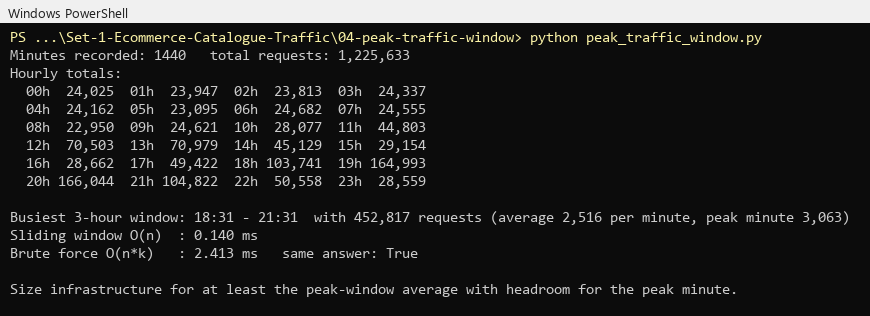 Windows PowerShell
PS ...\Set-1-Ecommerce-Catalogue-Traffic\04-peak-traffic-window> python peak_traffic_window.py
Minutes recorded: 1440   total requests: 1,225,633
Hourly totals:
  00h  24,025  01h  23,947  02h  23,813  03h  24,337
  04h  24,162  05h  23,095  06h  24,682  07h  24,555
  08h  22,950  09h  24,621  10h  28,077  11h  44,803
  12h  70,503  13h  70,979  14h  45,129  15h  29,154
  16h  28,662  17h  49,422  18h 103,741  19h 164,993
  20h 166,044  21h 104,822  22h  50,558  23h  28,559
Busiest 3-hour window: 18:31 - 21:31  with 452,817 requests (average 2,516 per minute, peak minute 3,063)
Sliding window O(n)  : 0.140 ms
Brute force O(n*k)   : 2.413 ms   same answer: True
Size infrastructure for at least the peak-window average with headroom for the peak minute.